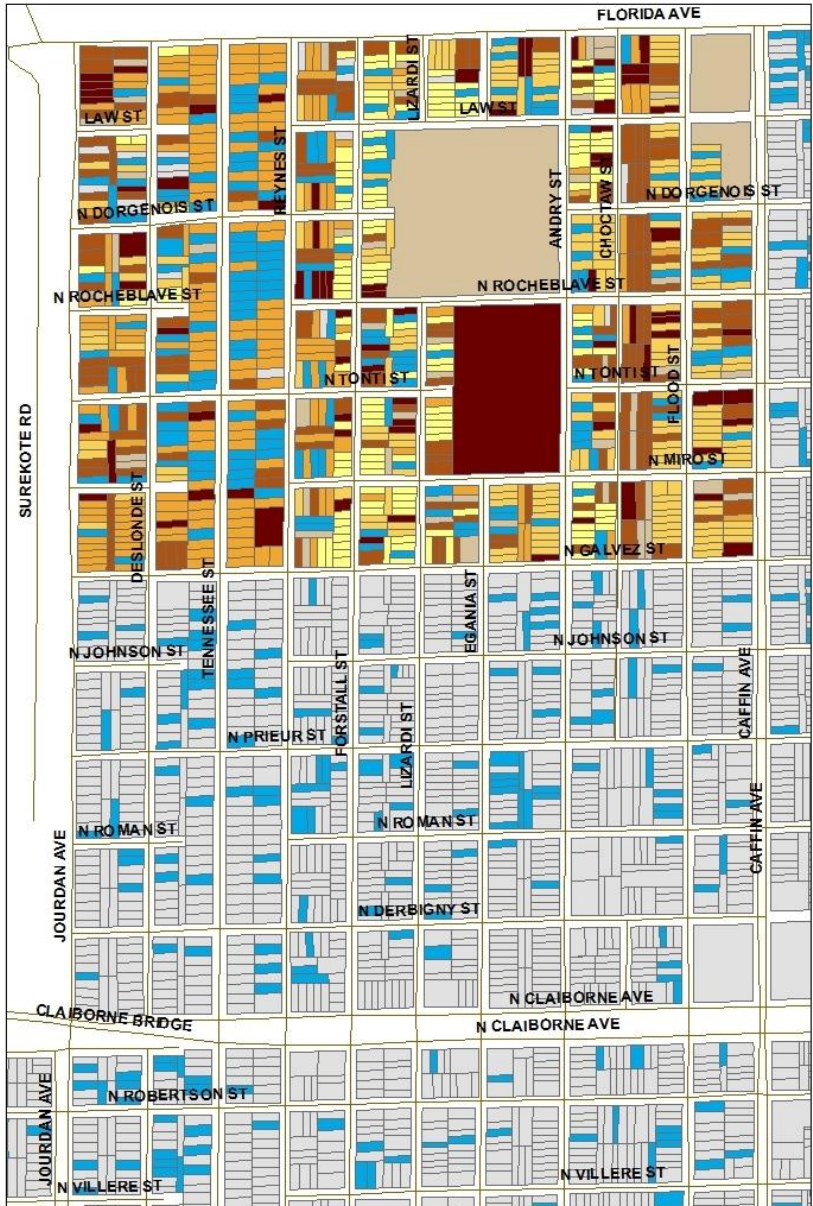 FLORIDA AVE
LIZARDI ST
LAW ST
LAW ST
REYNES ST
ANDRY ST
CHOCTAW ST
N DORGENOIS ST
N DORGENOIS ST
N ROCHEBLAVE ST
N ROCHEBLAVE ST
N TONTI ST
N TONTI ST
FLOOD ST
SUREKOTE RD
N MIRO ST
DESLONDE ST
N GALVEZ ST
TENNESSEE ST
EGANIA ST
N JOHNSON ST
N JOHNSON ST
FORSTALL ST
LIZARDI ST
CAFFIN AVE
N PRIEUR ST
N ROMAN ST
N ROMAN ST
CAFFIN AVE
JOURDAN AVE
N DERBIGNY ST
N CLAIBORNE AVE
CLAIBORNE BRIDGE
N CLAIBORNE AVE
JOURDAN AVE
N ROBERTSON ST
N VILLERE ST
N VILLERE ST